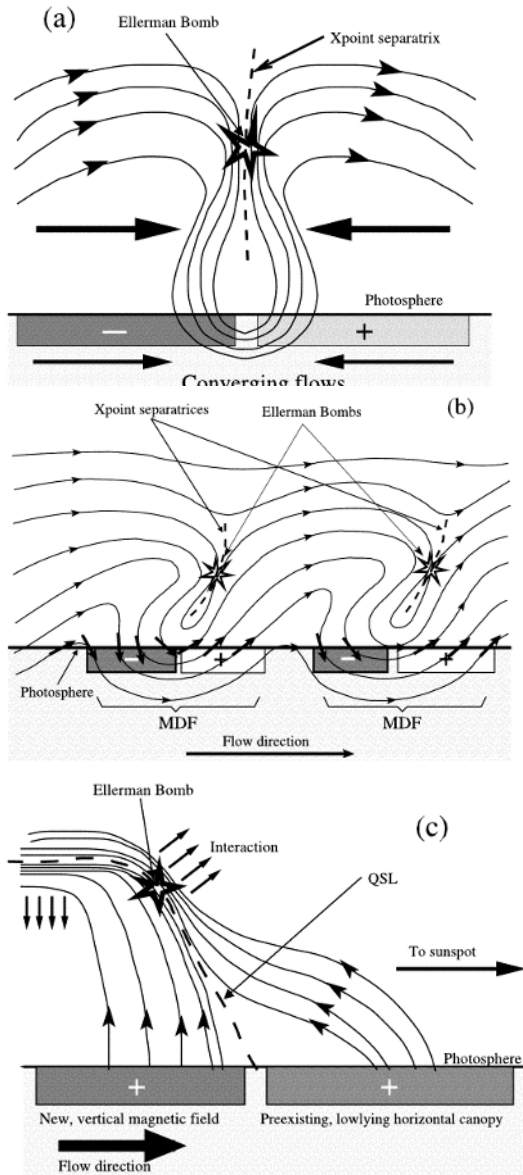 (a)
Ellerman Bomb
Xpoint separatrix
Photosphere
− +
Converging flows
(b)
Xpoint separatrices Ellerman Bombs
− + − +
Photosphere
MDF MDF
Flow direction
Ellerman Bomb
(c)
Interaction
QSL
To sunspot
Photosphere
+ +
New, vertical magnetic field Preexisting, lowlying horizontal canopy
Flow direction